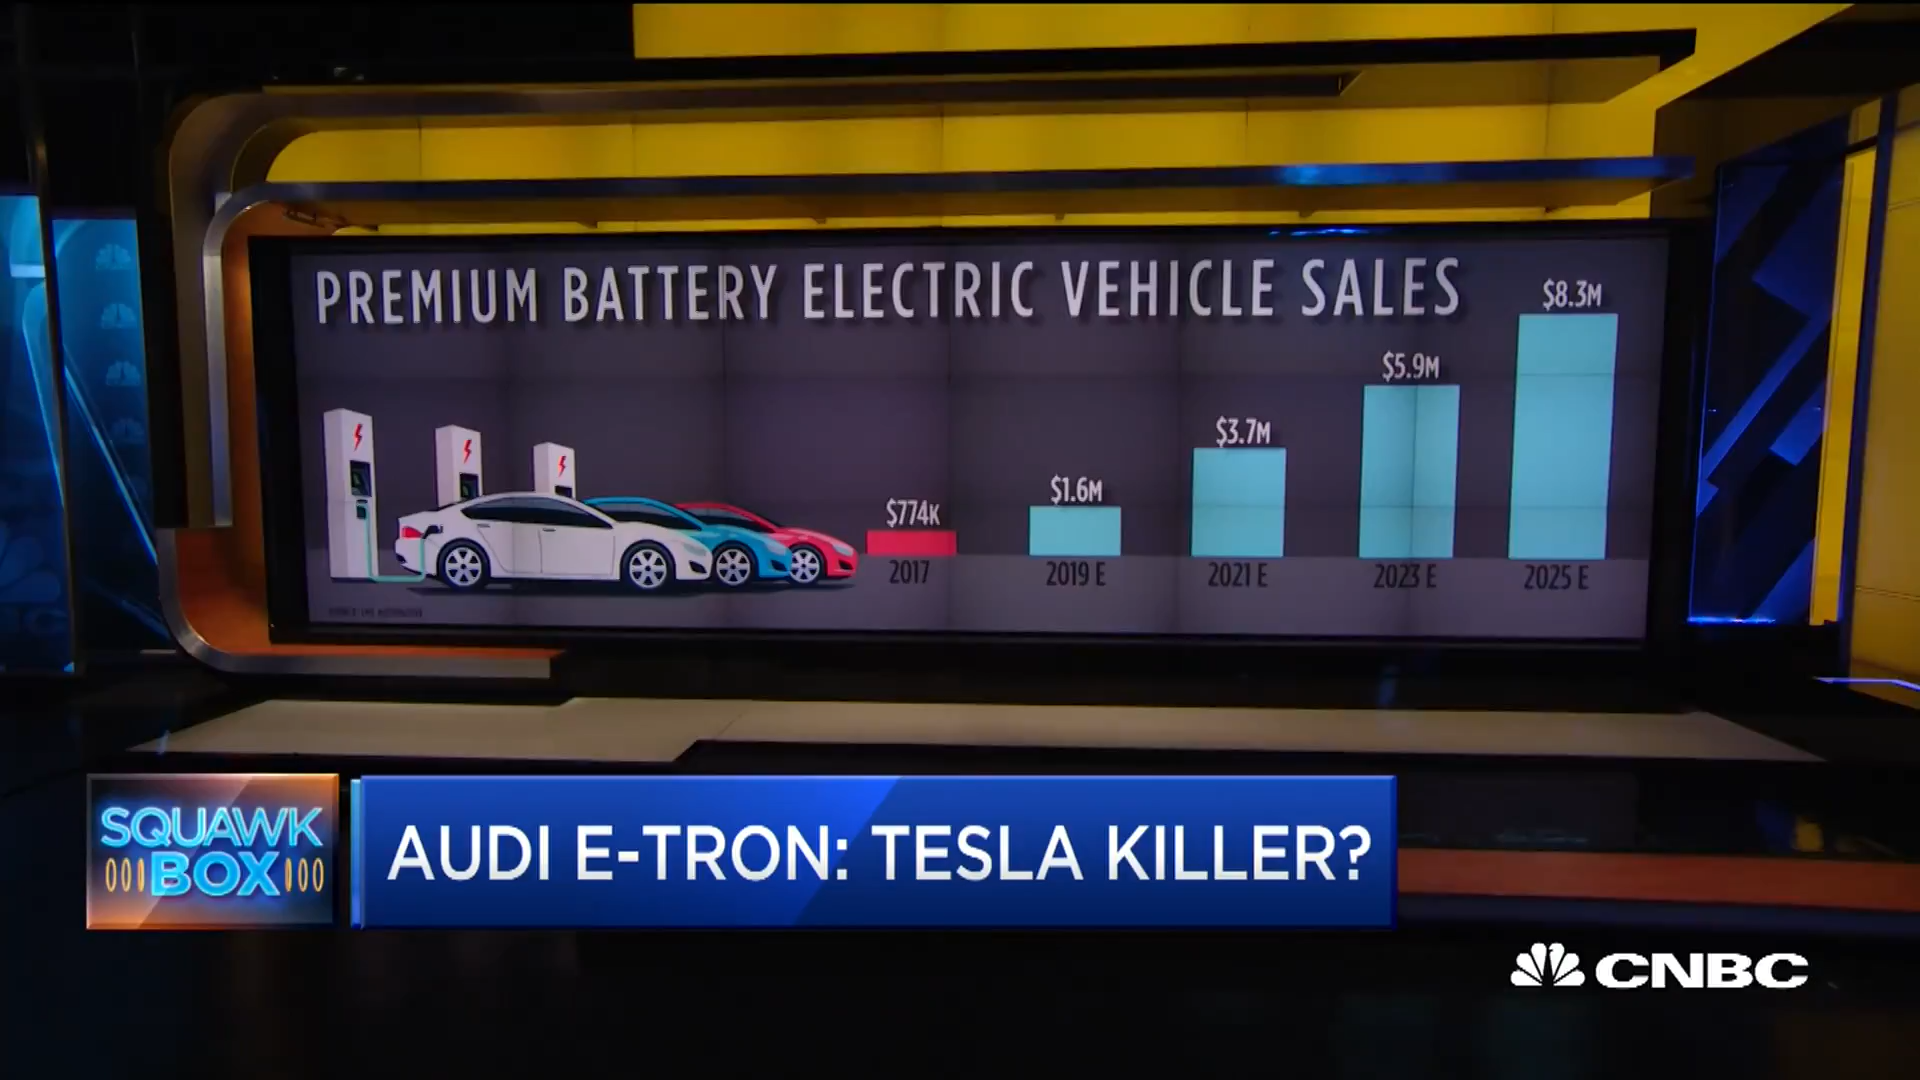 PREMIUM BATTERY ELECTRIC VEHICLE SALES
$774K
$1.6M
$3.7M
$5.9M
$8.3M
2017
2019 E
2021 E
2023 E
2025 E
SQUAWK
BOX
AUDI E-TRON: TESLA KILLER?
CNBC